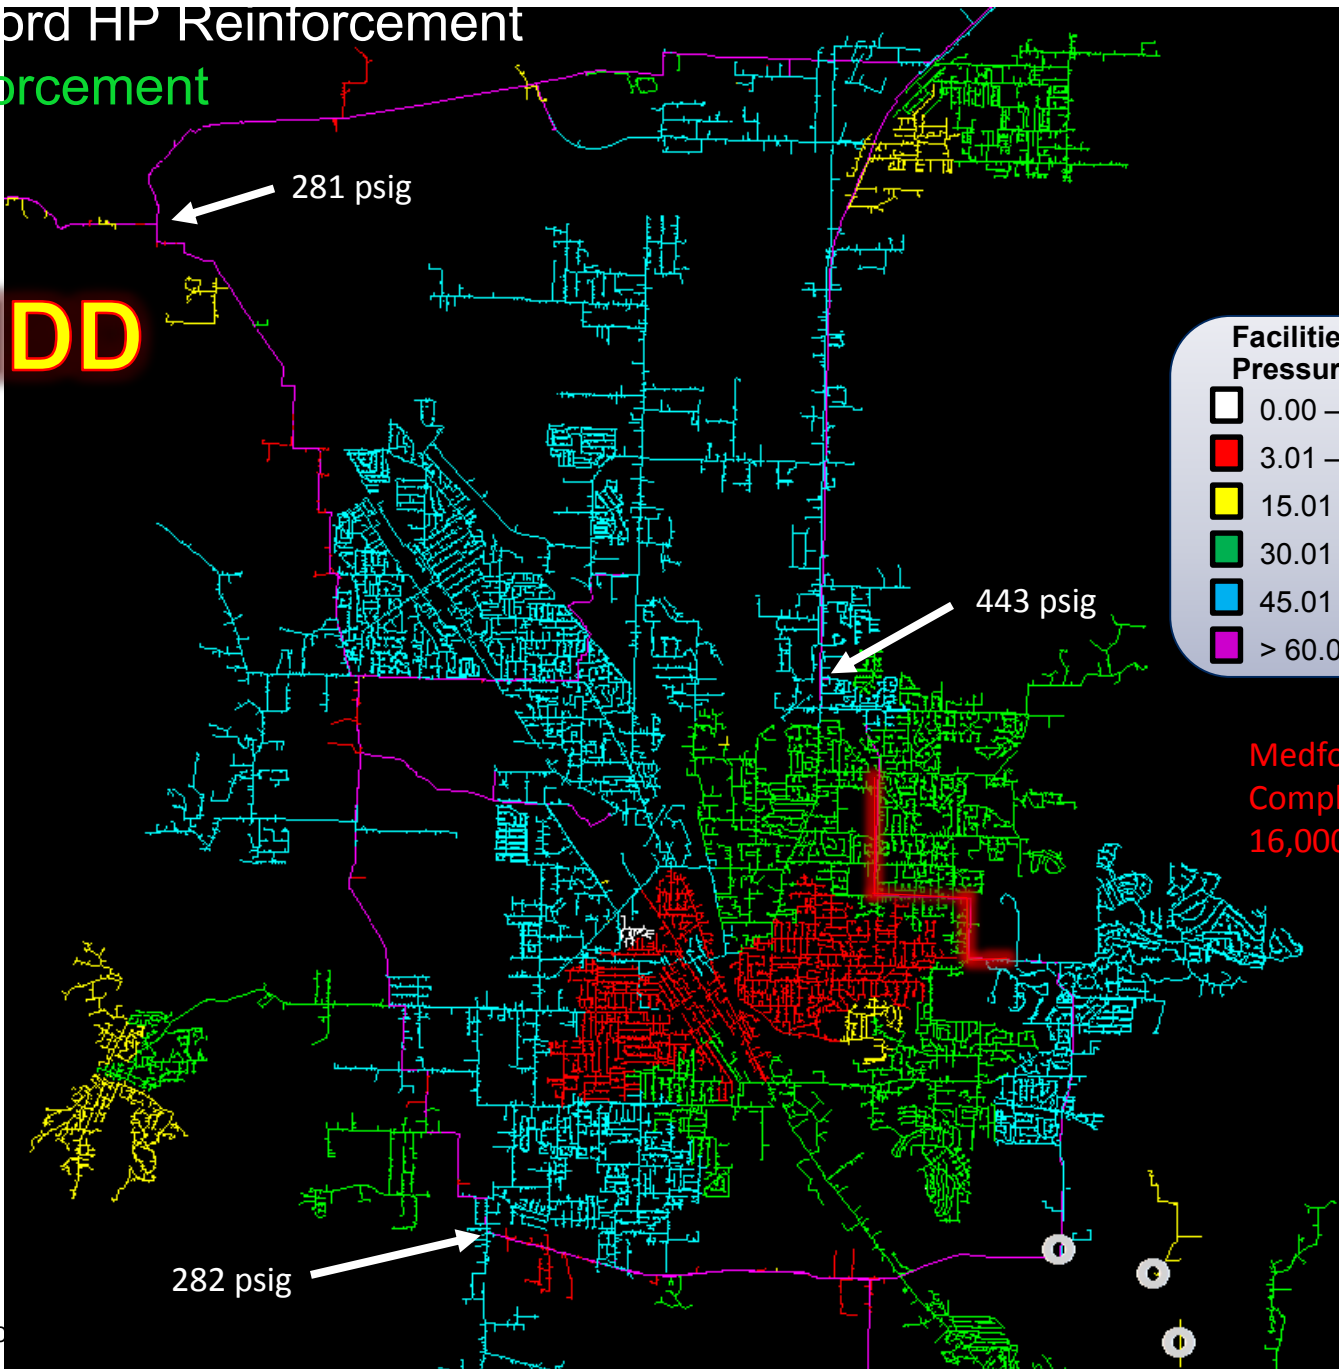 ord HP Reinforcement
orcement
281 psig
DD
Facilitie
Pressur
0.00 –
3.01 –
15.01
30.01
45.01
> 60.0
443 psig
Medfo
Compl
16,000
282 psig